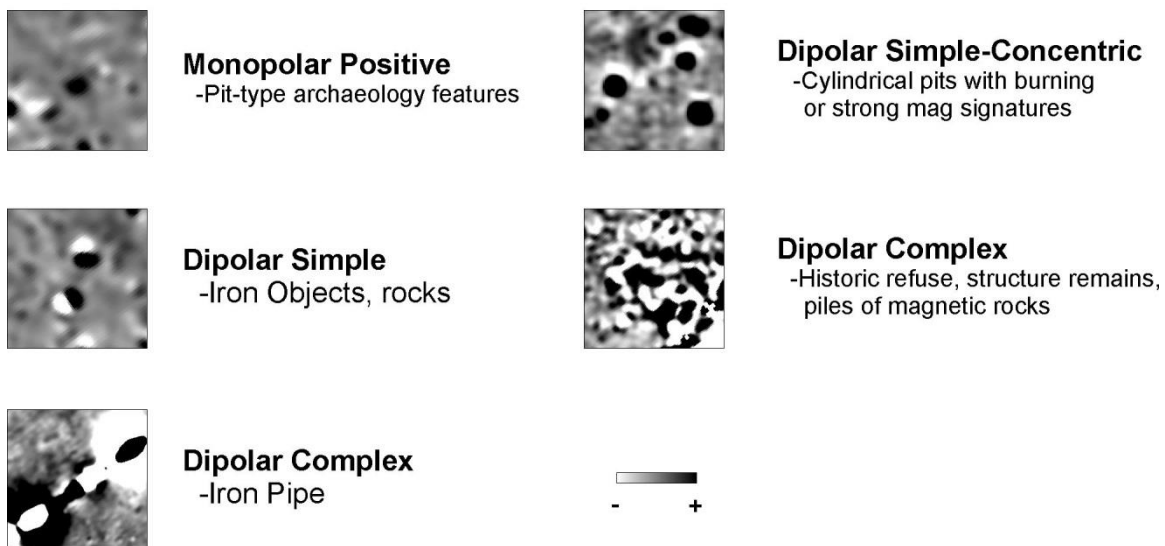 Monopolar Positive
-Pit-type archaeology features
Dipolar Simple
-Iron Objects, rocks
Dipolar Complex
-Iron Pipe
Dipolar Simple-Concentric
-Cylindrical pits with burning
or strong mag signatures
Dipolar Complex
-Historic refuse, structure remains,
piles of magnetic rocks
- +